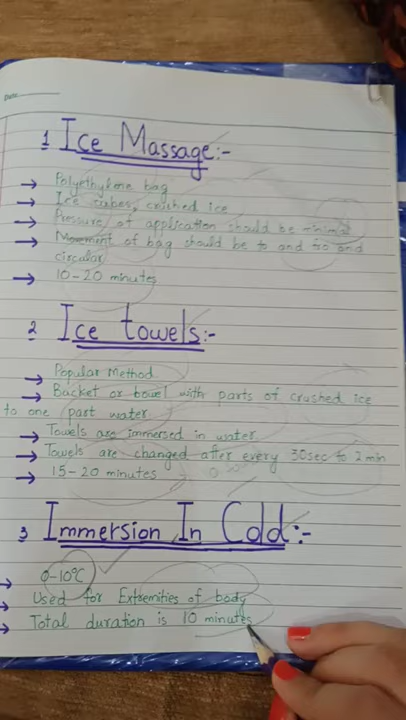 Date:
1 Ice Massage:-
→ Polyethylene bag
→ Ice cubes, crushed ice
→ Pressure of application should be minimal
→ Movement of bag should be to and fro and
circular
→ 10-20 minutes
2 Ice towels:-
→ Popular Method
→ Backet or bowel with parts of crushed ice
to one part water
→ Towels are immersed in water
→ Towels are changed after every 30sec to 2 min
→ 15-20 minutes
3 Immersion In Cold:-
→ 0-10°C
→ Used for Extremities of body
→ Total duration is 10 minutes